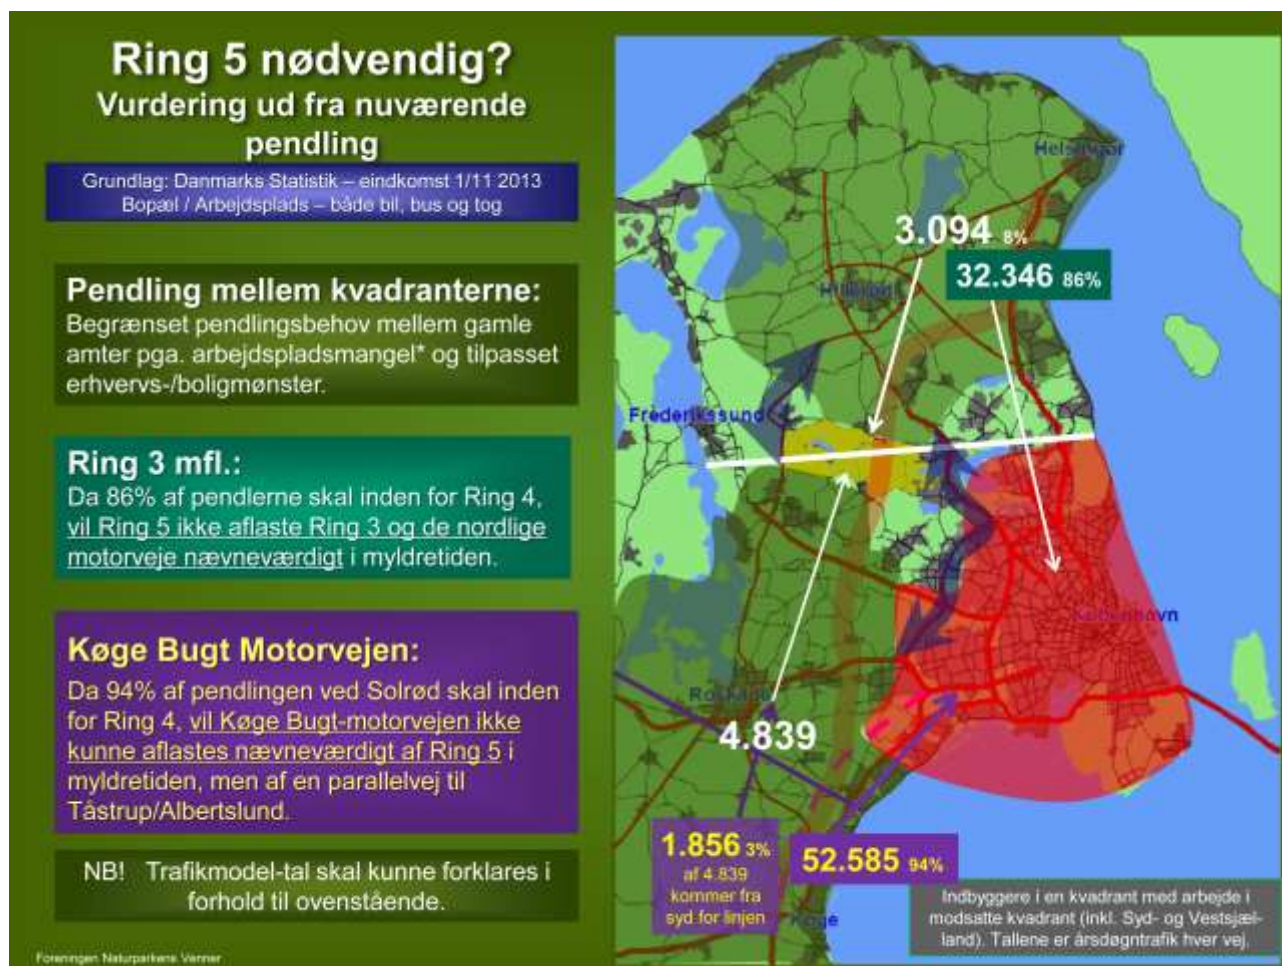 Ring 5 nødvendig?
Vurdering ud fra nuværende
pendling
Grundlag: Danmarks Statistik – eindkomst 1/11 2013
Bopæl / Arbejdsplads – både bil, bus og tog
Pendling mellem kvadranterne:
Begrænset pendlingsbehov mellem gamle
amter pga. arbejdspladsmangel* og tilpasset
erhvervs-/boligmønster.
Ring 3 mfl.:
Da 86% af pendlerne skal inden for Ring 4,
vil Ring 5 ikke aflaste Ring 3 og de nordlige
motorveje nævneværdigt i myldretiden.
Køge Bugt Motorvejen:
Da 94% af pendlingen ved Solrød skal inden
for Ring 4, vil Køge Bugt-motorvejen ikke
kunne aflastes nævneværdigt af Ring 5 i
myldretiden, men af en parallelvej til
Tåstrup/Albertslund.
NB! Trafikmodel-tal skal kunne forklares i
forhold til ovenstående.
Foreningen Naturparkens Venner
Helsingør
3.094 8%
32.346 86%
Hillerød
Frederikssund
København
Roskilde
4.839
1.856 3%
af 4.839
kommer fra
syd for linjen
52.585 94%
Køge
Indbyggere i en kvadrant med arbejde i
modsatte kvadrant (inkl. Syd- og Vestsjæl-
land). Tallene er årsdøgntrafik hver vej.